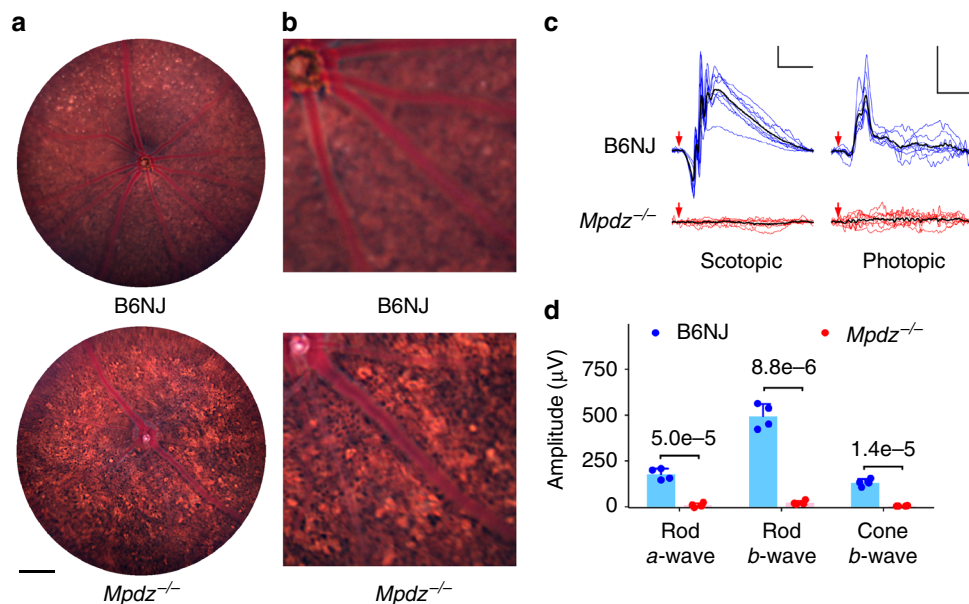 a
b
c
d
B6NJ
Mpdz−/−
B6NJ
Mpdz−/−
B6NJ
Mpdz−/−
Scotopic
Photopic
B6NJ
Mpdz−/−
Amplitude (μV)
750
500
250
0
5.0e–5
8.8e–6
1.4e–5
Rod
a-wave
Rod
b-wave
Cone
b-wave